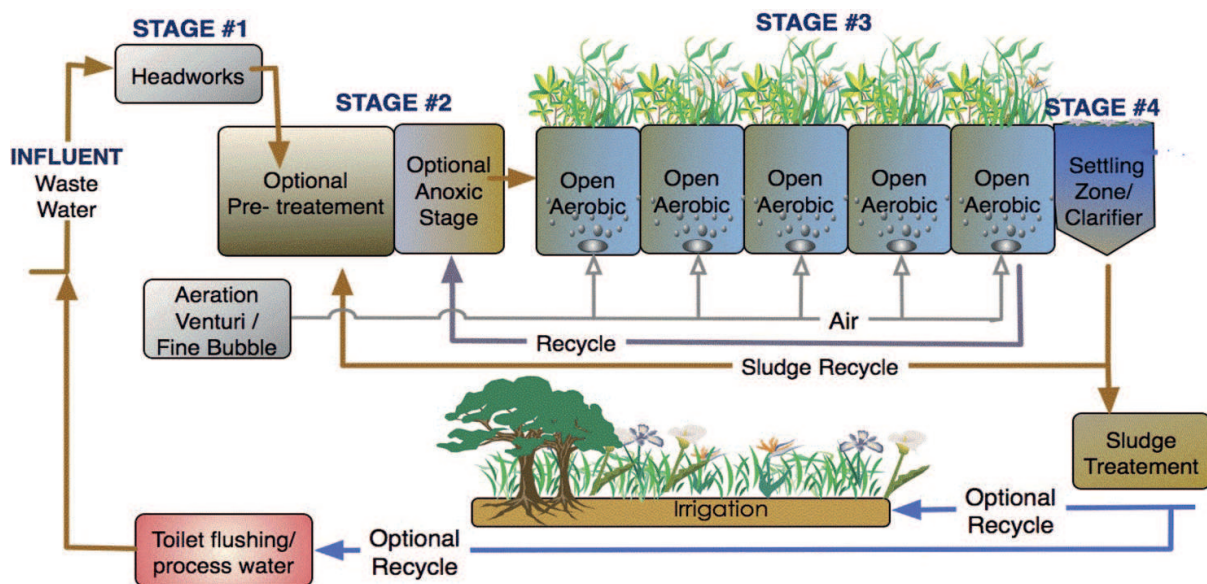 STAGE #1
Headworks
STAGE #2
STAGE #3
STAGE #4
INFLUENT
Waste
Water
Optional
Pre- treatement
Optional
Anoxic
Stage
Open
Aerobic
Open
Aerobic
Open
Aerobic
Open
Aerobic
Open
Aerobic
Settling
Zone/
Clarifier
Aeration
Venturi /
Fine Bubble
Air
Recycle
Sludge Recycle
Sludge
Treatement
Irrigation
Optional
Recycle
Toilet flushing/
process water
Optional
Recycle